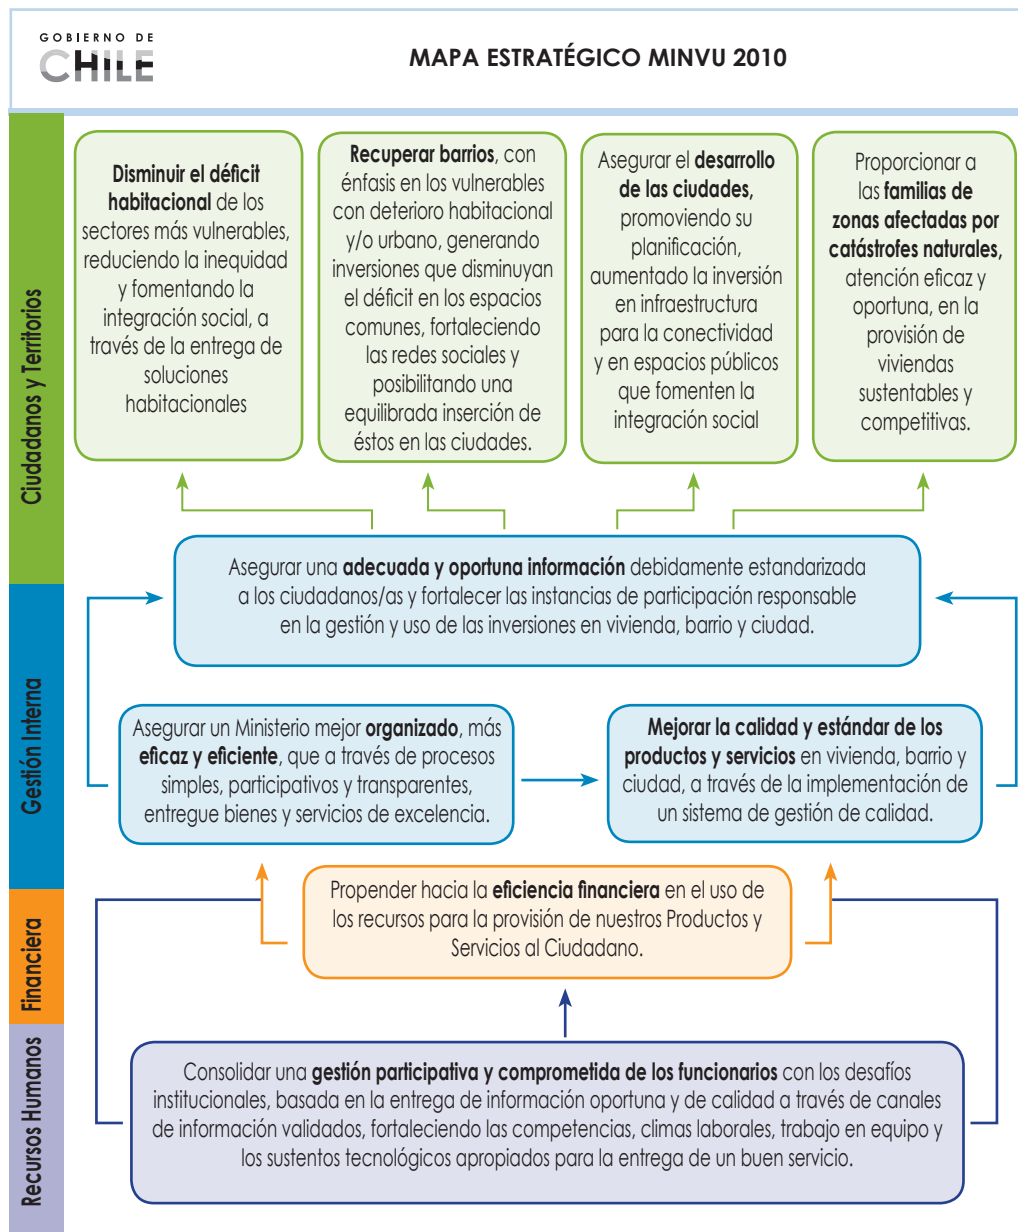 GOBIERNO DE
CHILE
MAPA ESTRATÉGICO MINVU 2010
Ciudadanos y Territorios
Disminuir el déficit
habitacional de los
sectores más vulnerables,
reduciendo la inequidad
y fomentando la
integración social, a
través de la entrega de
soluciones
habitacionales
Recuperar barrios, con
énfasis en los vulnerables
con deterioro habitacional
y/o urbano, generando
inversiones que disminuyan
el déficit en los espacios
comunes, fortaleciendo
las redes sociales y
posibilitando una
equilibrada inserción de
éstos en las ciudades.
Asegurar el desarrollo
de las ciudades,
promoviendo su
planificación,
aumentado la inversión
en infraestructura
para la conectividad
y en espacios públicos
que fomenten la
integración social
Proporcionar a
las familias de
zonas afectadas por
catástrofes naturales,
atención eficaz y
oportuna, en la
provisión de
viviendas
sustentables y
competitivas.
Gestión Interna
Asegurar una adecuada y oportuna información debidamente estandarizada
a los ciudadanos/as y fortalecer las instancias de participación responsable
en la gestión y uso de las inversiones en vivienda, barrio y ciudad.
Asegurar un Ministerio mejor organizado, más
eficaz y eficiente, que a través de procesos
simples, participativos y transparentes,
entregue bienes y servicios de excelencia.
Mejorar la calidad y estándar de los
productos y servicios en vivienda, barrio y
ciudad, a través de la implementación de
un sistema de gestión de calidad.
Financiera
Propender hacia la eficiencia financiera en el uso de
los recursos para la provisión de nuestros Productos y
Servicios al Ciudadano.
Recursos Humanos
Consolidar una gestión participativa y comprometida de los funcionarios con los desafíos
institucionales, basada en la entrega de información oportuna y de calidad a través de canales
de información validados, fortaleciendo las competencias, climas laborales, trabajo en equipo y
los sustentos tecnológicos apropiados para la entrega de un buen servicio.